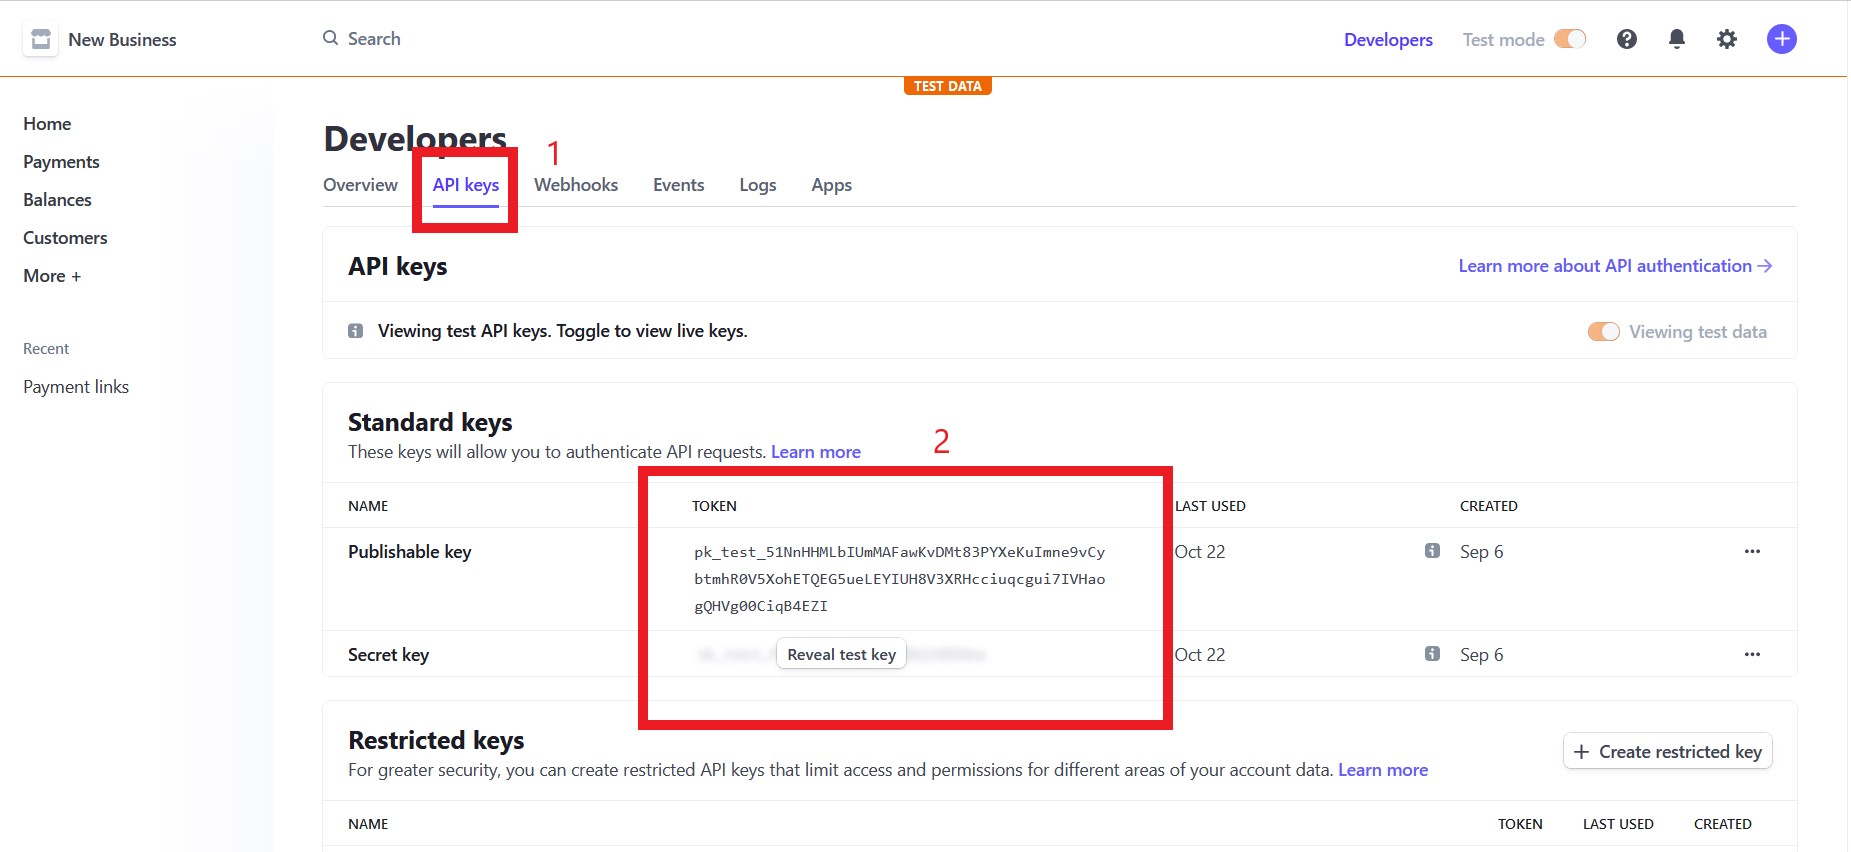 New Business
Search
Developers
Test mode
TEST DATA
Home
Payments
Balances
Customers
More +
Recent
Payment links
Developers
1
Overview
API keys
Webhooks
Events
Logs
Apps
API keys
Learn more about API authentication →
Viewing test API keys. Toggle to view live keys.
Viewing test data
Standard keys
These keys will allow you to authenticate API requests. Learn more
2
NAME
TOKEN
LAST USED
CREATED
Publishable key
pk_test_51NnHHMLbIUmMAFawKvDMt83PYXeKuImne9vCy
btmhR0V5XohETQEG5ueLEYIUH8V3XRHcciuqcgui7IVHao
gQHVg00CiqB4EZI
Oct 22
Sep 6
Secret key
Reveal test key
Oct 22
Sep 6
Restricted keys
For greater security, you can create restricted API keys that limit access and permissions for different areas of your account data. Learn more
+ Create restricted key
NAME
TOKEN
LAST USED
CREATED